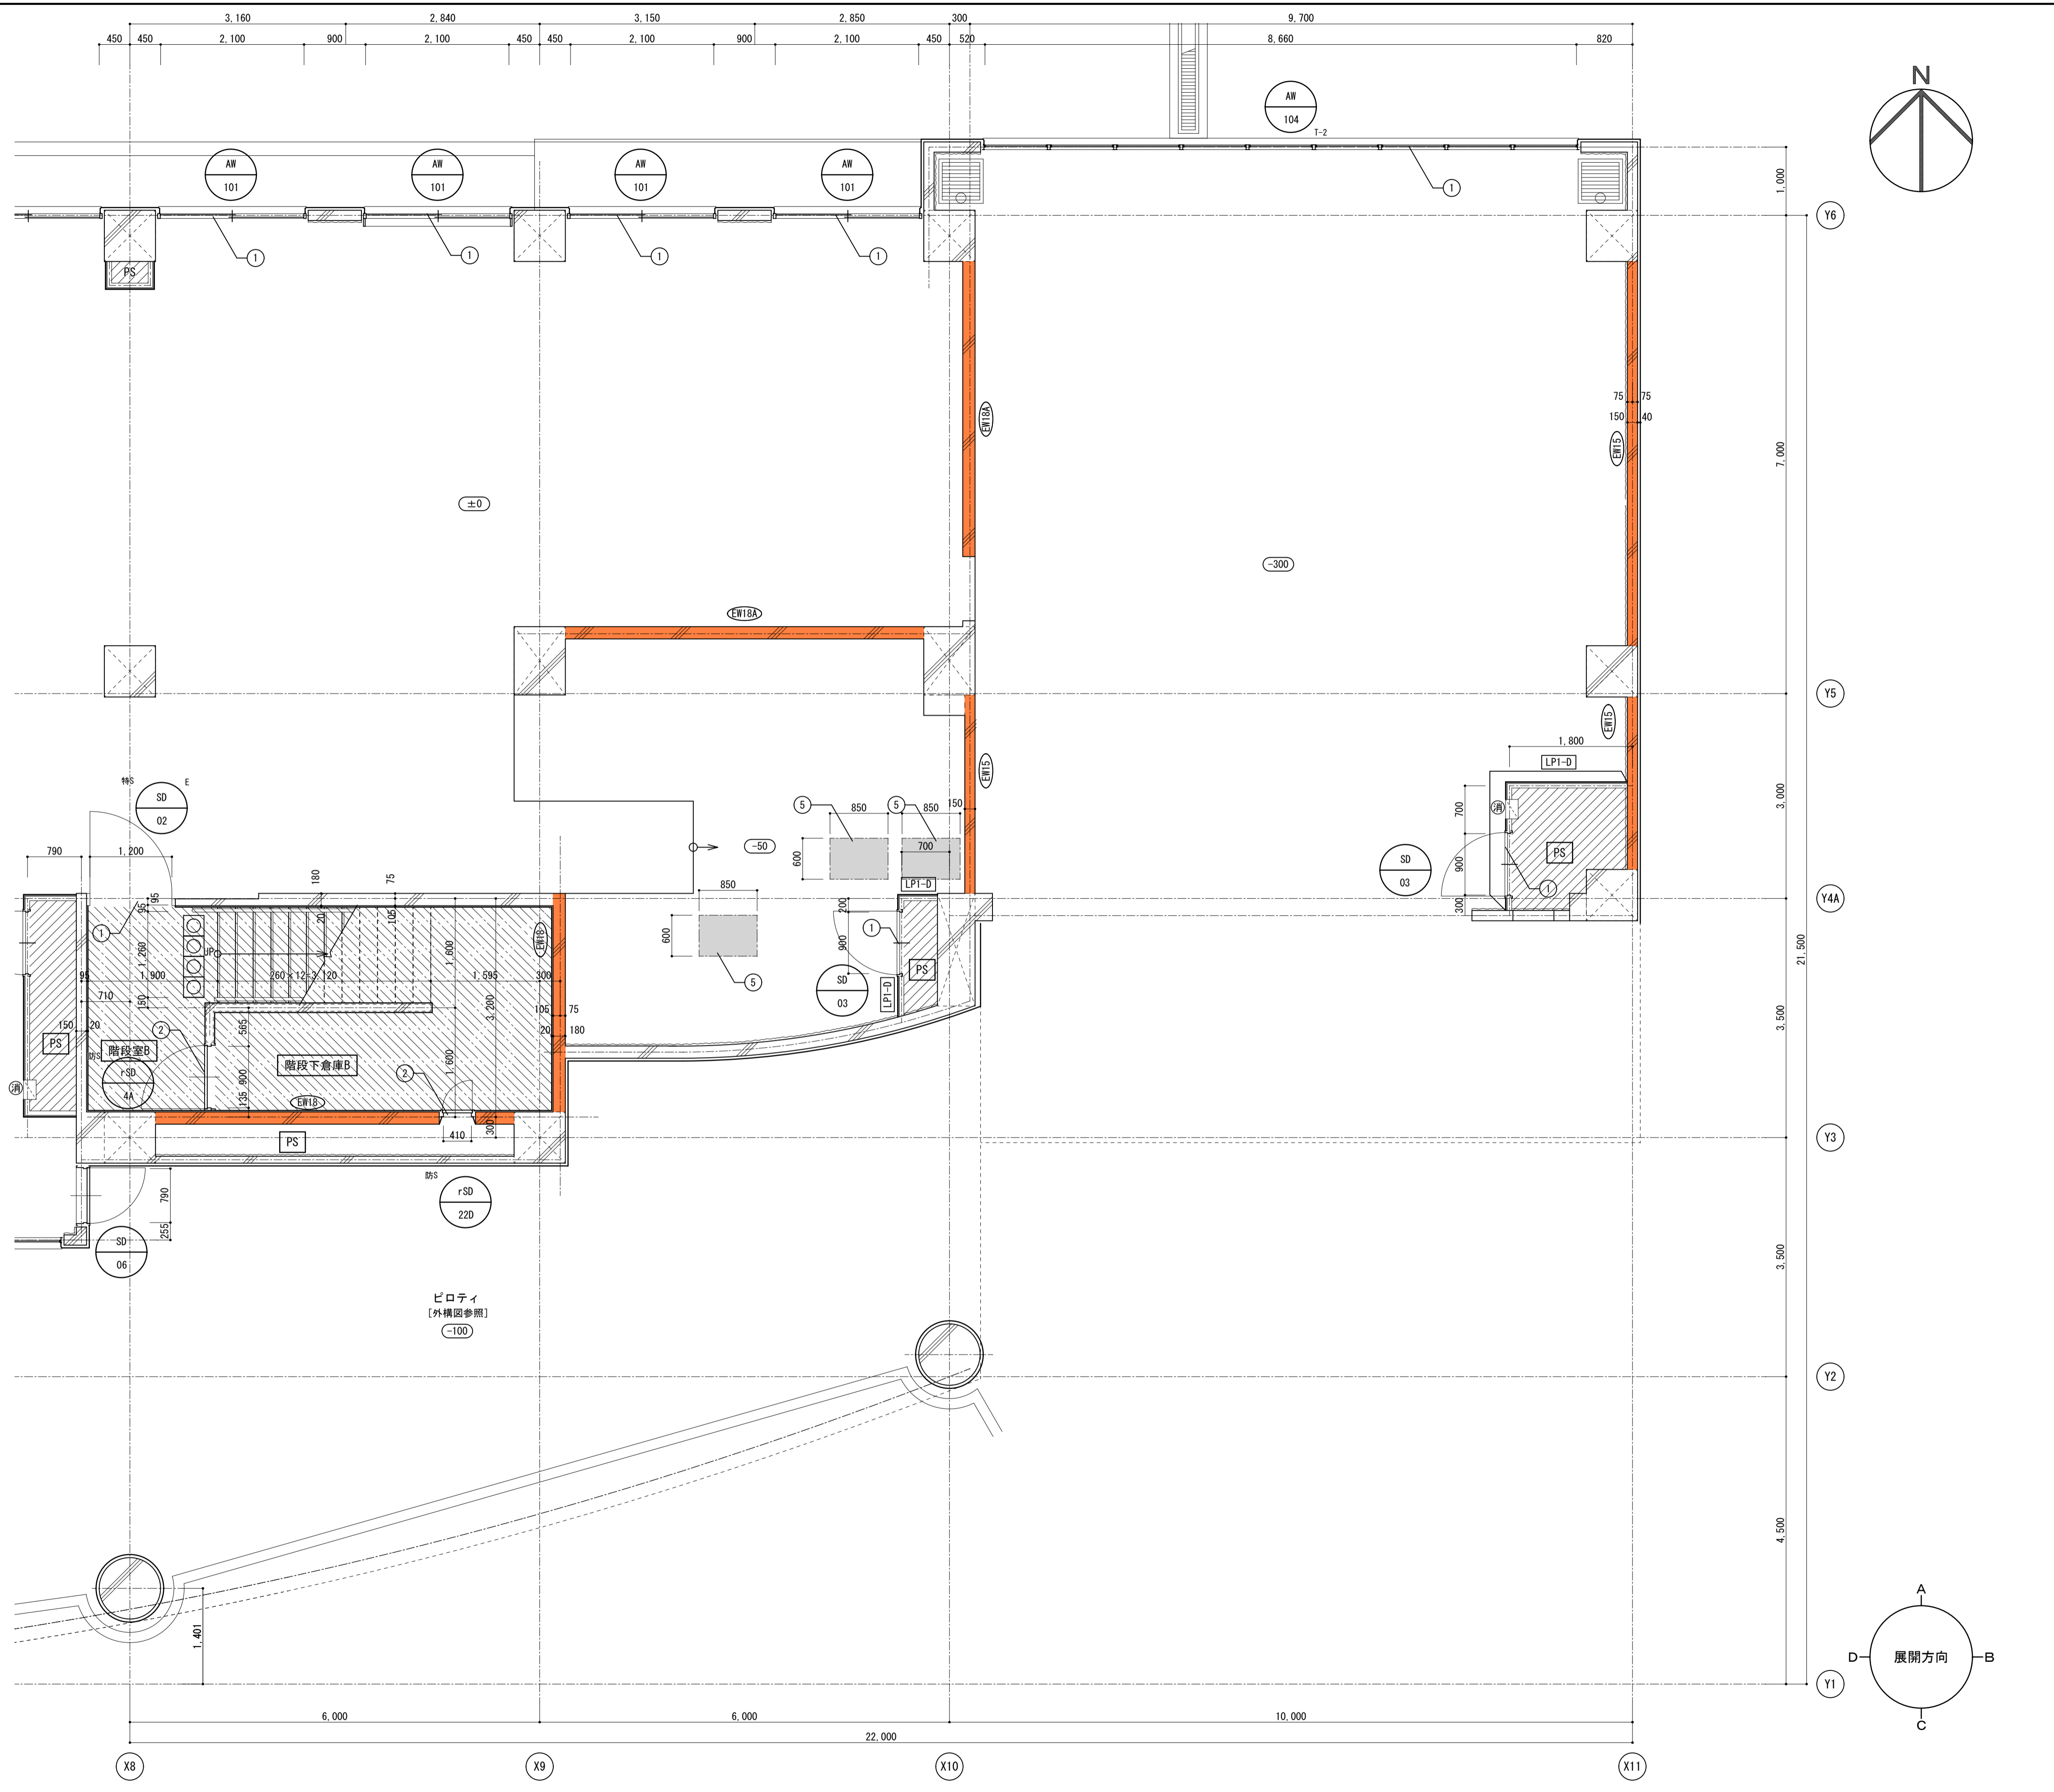 3,160 2,840 3,150 2,850 300 9,700
450 450 2,100 900 2,100 450 450 2,100 900 2,100 450 520 8,660 820
N
AW 104
T-2
AW 101
AW 101
AW 101
AW 101
1
1,000
Y6
1
1
1
1
PS
EW18A
75 75
150 40
EW15
7,000
±0
-300
EW18A
Y5
EW15
1,800
LP1-D
EW15
特S
E
SD 02
5 850
5 850
150
消
700
3,000
790
1,200
-50
600
700
SD 03
900
PS
180
75
850
LP1-D
1
300
Y4A
95
95
20
105
200
1
600
900
1
EW18
21,500
1,260
JP
1,600
95 1,900
260×12=3,120
1,595 300
PS
5
SD 03
LP1-D
710
150
3,200
105 75
3,500
150 20
2
565
20 180
PS
防S
階段室B
階段下倉庫B
1,600
rSD 4A
2
消
900
135
EW18
300
410
PS
Y3
防S
790
rSD 22D
255
SD 06
3,500
ピロティ
[外構図参照]
-100
Y2
4,500
1,401
A
D 展開方向 B
C
Y1
6,000 6,000 10,000
22,000
X8 X9 X10 X11